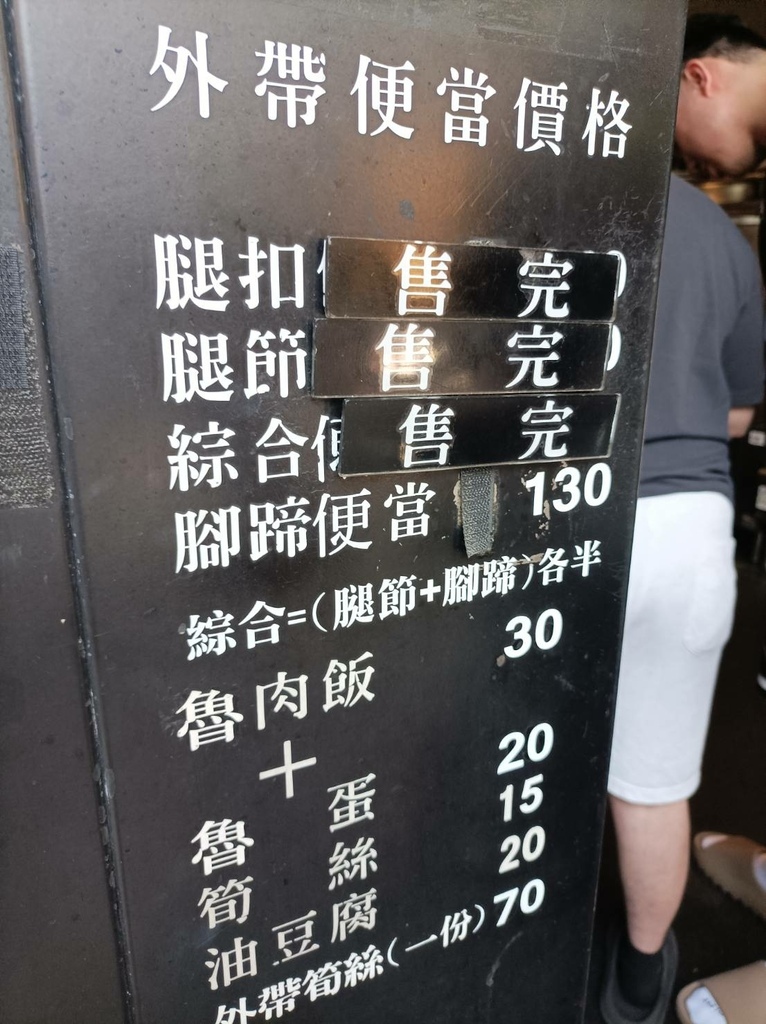 外帶便當價格
腿扣 售完
腿節 售完
綜合便 售完
腳蹄便當 130
綜合=(腿節+腳蹄)各半
魯肉飯 30
+
魯蛋 20
筍絲 15
油豆腐 20
外帶筍絲(一份) 70